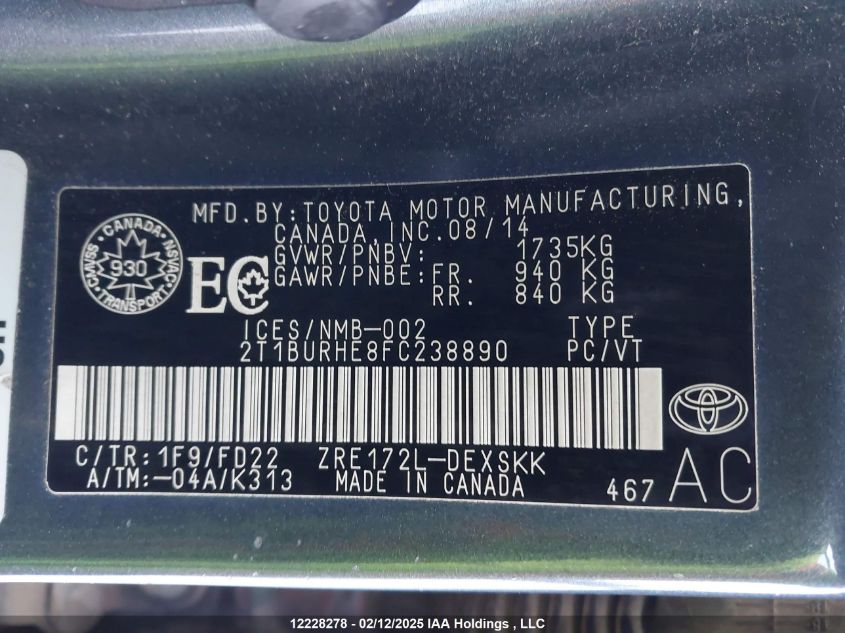 MFD.BY:TOYOTA MOTOR MANUFACTURING,
CANADA,INC.08/14
GVWR/PNBV: 1735KG
GAWR/PNBE:FR. 940 KG
RR. 840 KG
CANADA
CMVSS NSVAC
930
TRANSPORT
EC
ICES/NMB-002 TYPE
2T1BURHE8FC238890 PC/VT
C/TR:1F9/FD22 ZRE172L-DEXSKK
A/TM:-04A/K313 MADE IN CANADA
467 AC
12228278 - 02/12/2025 IAA Holdings , LLC